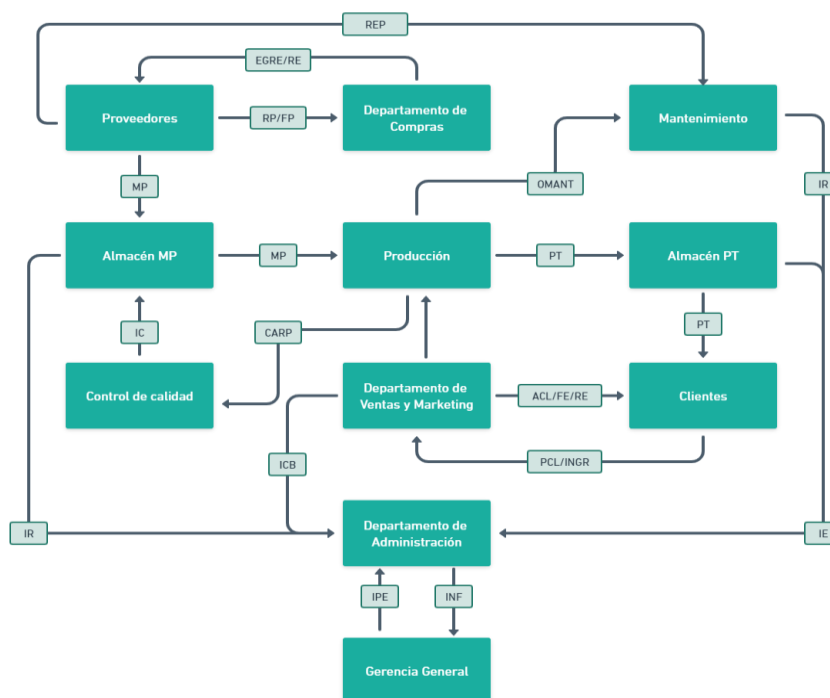 REP
EGRE/RE
Proveedores
RP/FP
Departamento de
Compras
Mantenimiento
MP
OMANT
IR
Almacén MP
MP
Producción
PT
Almacén PT
IC
CARP
PT
Control de calidad
Departamento de
Ventas y Marketing
ACL/FE/RE
Clientes
ICB
PCL/INGR
IR
Departamento de
Administración
IE
IPE
INF
Gerencia General